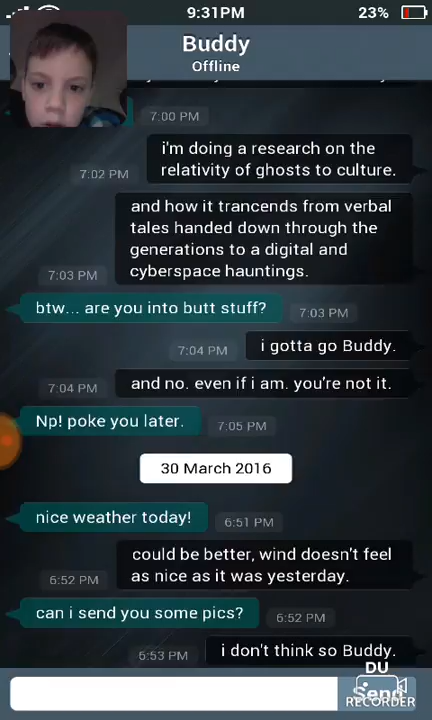 9:31PM
23%
Buddy
Offline
7:00 PM
i'm doing a research on the
relativity of ghosts to culture.
7:02 PM
and how it trancends from verbal
tales handed down through the
generations to a digital and
cyberspace hauntings.
7:03 PM
btw... are you into butt stuff?
7:03 PM
i gotta go Buddy.
7:04 PM
and no. even if i am. you're not it.
7:04 PM
Np! poke you later.
7:05 PM
30 March 2016
nice weather today!
6:51 PM
could be better, wind doesn't feel
as nice as it was yesterday.
6:52 PM
can i send you some pics?
6:52 PM
i don't think so Buddy.
6:53 PM
Send
DU
RECORDER